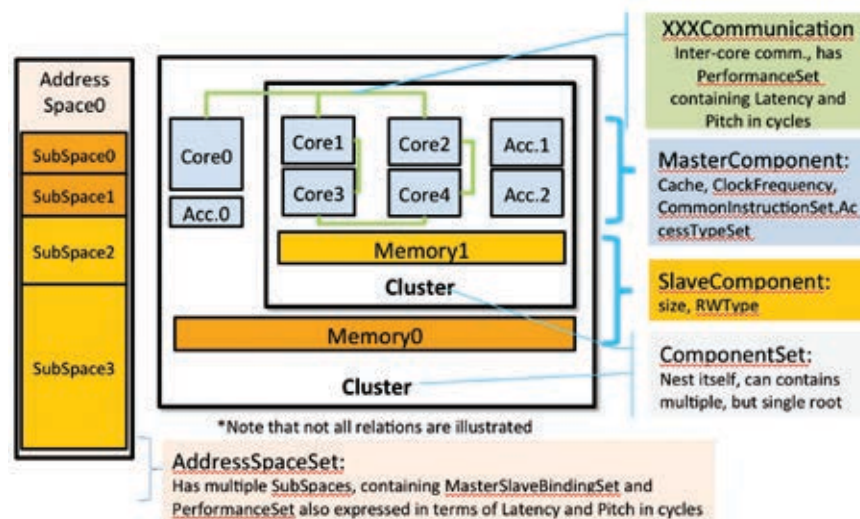 Address
Space0
SubSpace0
SubSpace1
SubSpace2
SubSpace3
Core0
Acc.0
Core1
Core2
Acc.1
Core3
Core4
Acc.2
Memory1
Cluster
Memory0
Cluster
*Note that not all relations are illustrated
XXXCommunication
Inter-core comm., has
PerformanceSet
containing Latency and
Pitch in cycles
MasterComponent:
Cache, ClockFrequency,
CommonInstructionSet,Ac
cessTypeSet
SlaveComponent:
size, RWType
ComponentSet:
Nest itself, can contains
multiple, but single root
AddressSpaceSet:
Has multiple SubSpaces, containing MasterSlaveBindingSet and
PerformanceSet also expressed in terms of Latency and Pitch in cycles